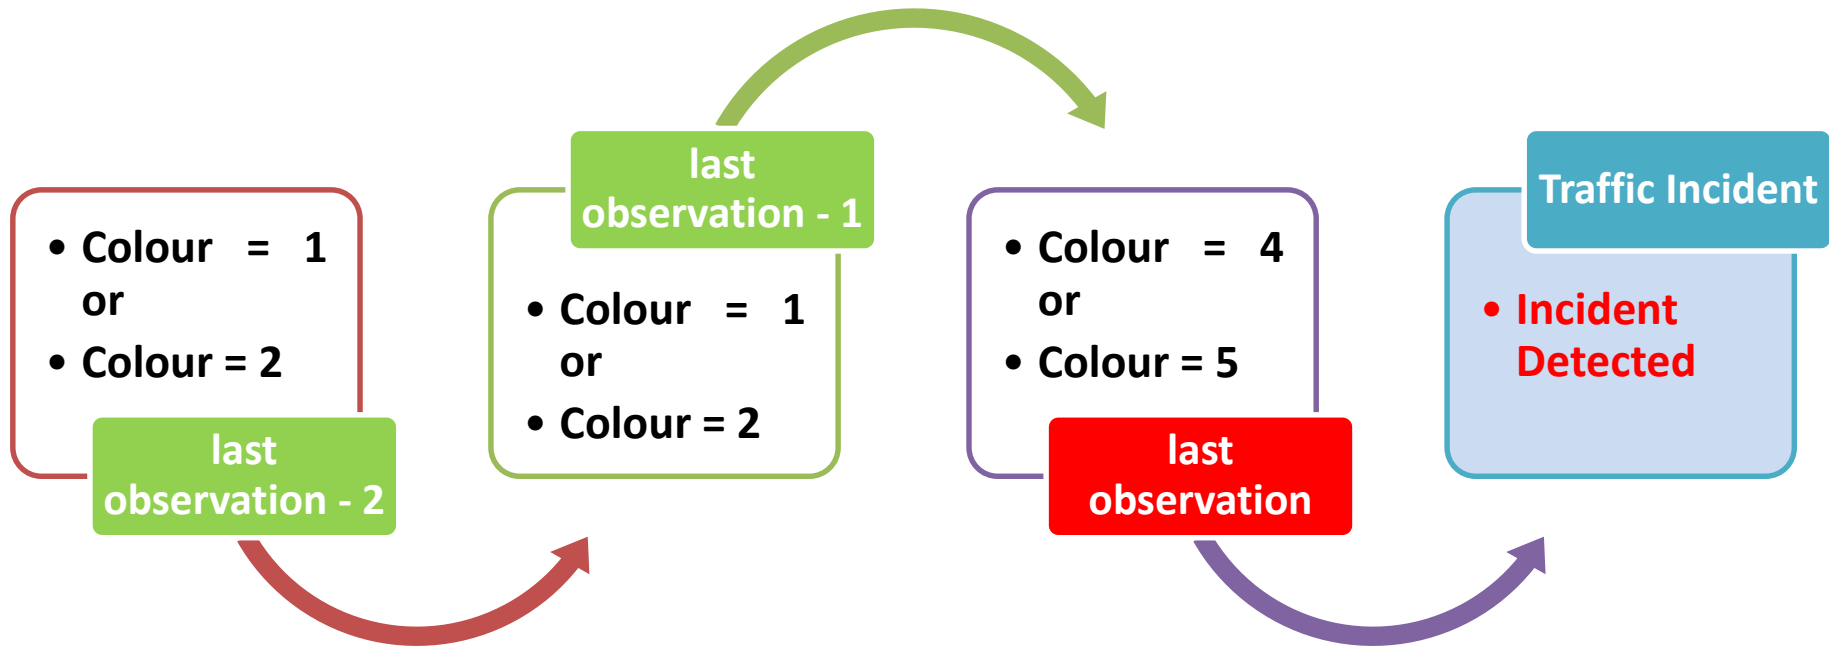 • Colour = 1
or
• Colour = 2
last
observation - 2
last
observation - 1
• Colour = 1
or
• Colour = 2
• Colour = 4
or
• Colour = 5
last
observation
Traffic Incident
• Incident
Detected